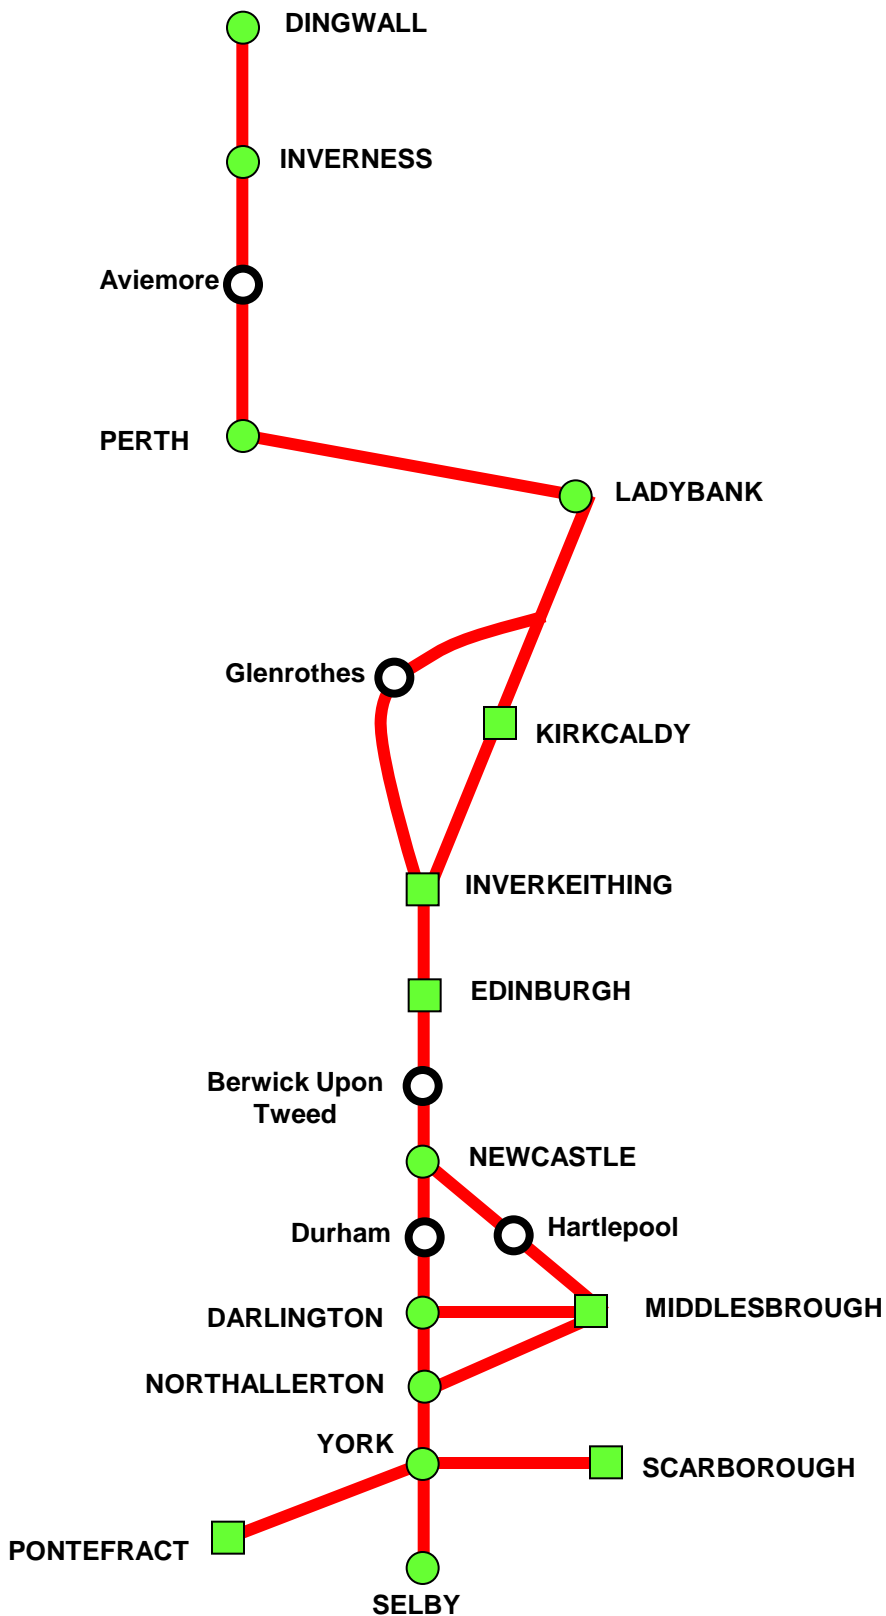 DINGWALL
INVERNESS
Aviemore
PERTH
LADYBANK
Glenrothes
KIRKCALDY
INVERKEITHING
EDINBURGH
Berwick Upon
Tweed
NEWCASTLE
Durham
Hartlepool
DARLINGTON
MIDDLESBROUGH
NORTHALLERTON
YORK
SCARBOROUGH
PONTEFRACT
SELBY